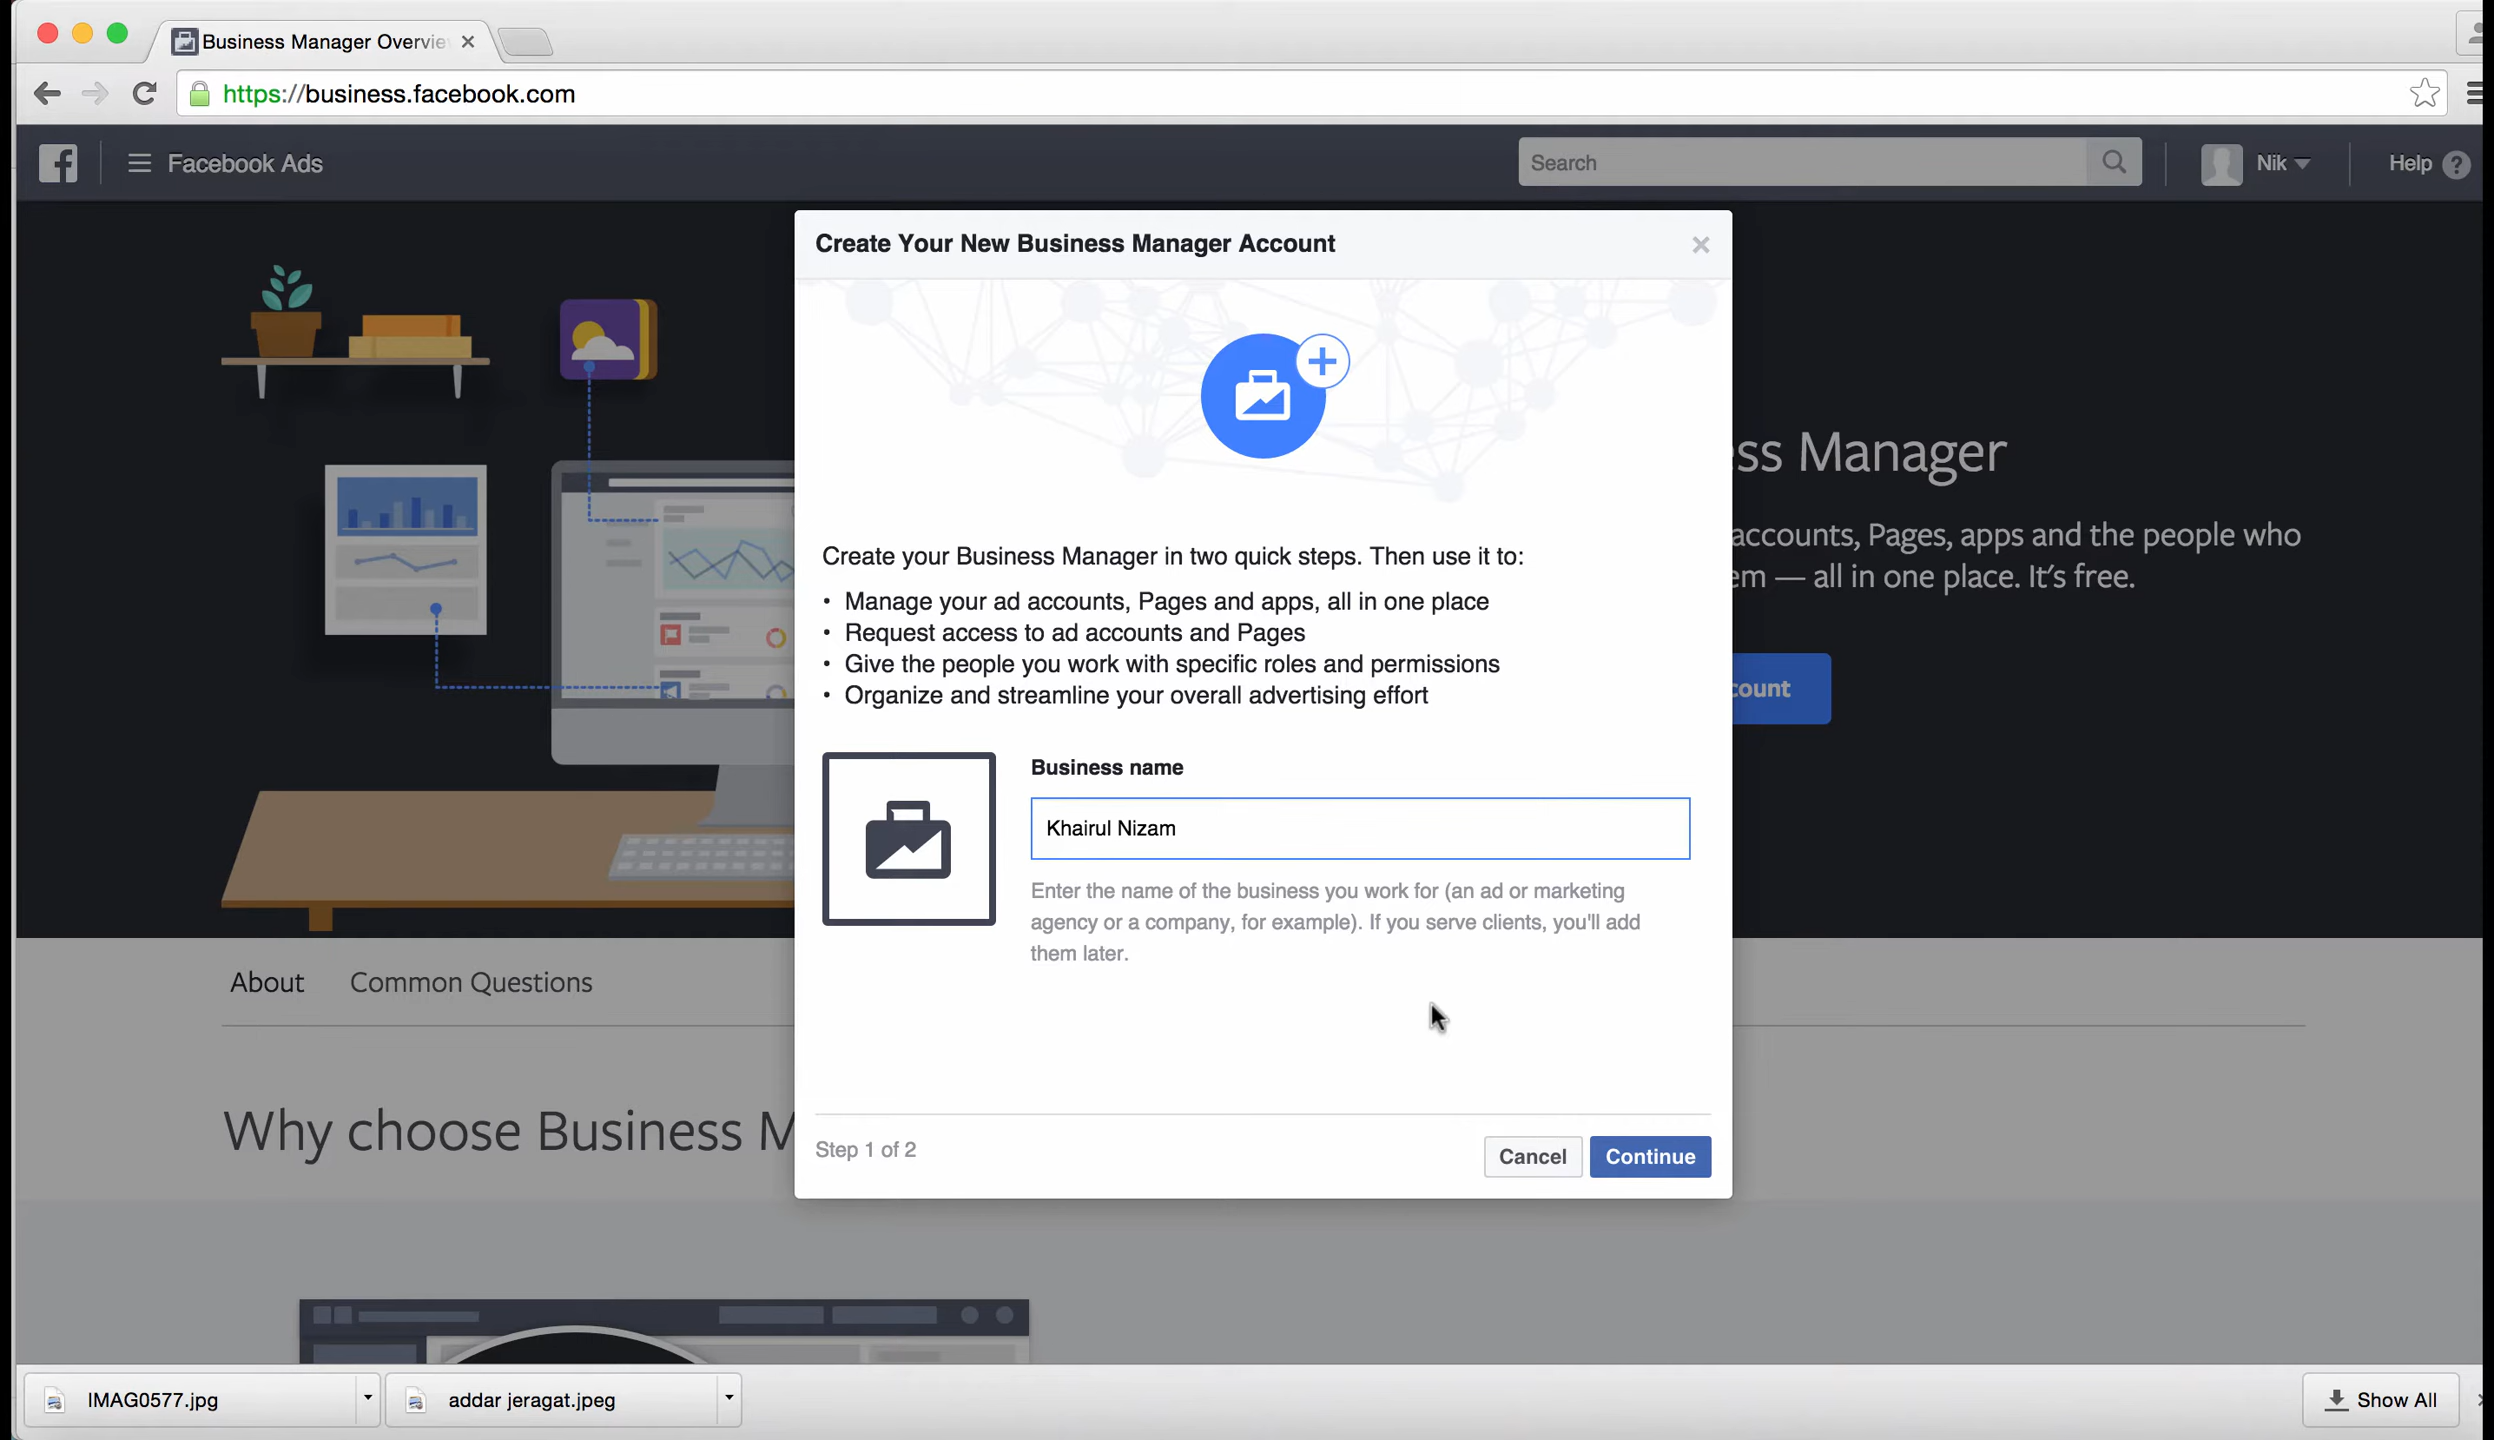 Business Manager Overvie
https://business.facebook.com
Facebook Ads
Search
Nik
Help ?
Create Your New Business Manager Account
ss Manager
accounts, Pages, apps and the people who
em — all in one place. It's free.
count
Create your Business Manager in two quick steps. Then use it to:
• Manage your ad accounts, Pages and apps, all in one place
• Request access to ad accounts and Pages
• Give the people you work with specific roles and permissions
• Organize and streamline your overall advertising effort
Business name
Khairul Nizam
Enter the name of the business you work for (an ad or marketing
agency or a company, for example). If you serve clients, you'll add
them later.
About Common Questions
Why choose Business M
Step 1 of 2
Cancel Continue
IMAG0577.jpg
addar jeragat.jpeg
Show All